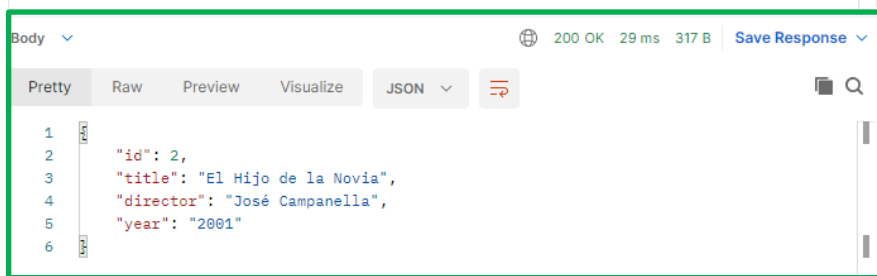 Body 200 OK 29 ms 317 B Save Response
Pretty Raw Preview Visualize JSON
1 {
2 "id": 2,
3 "title": "El Hijo de la Novia",
4 "director": "José Campanella",
5 "year": "2001"
6 }